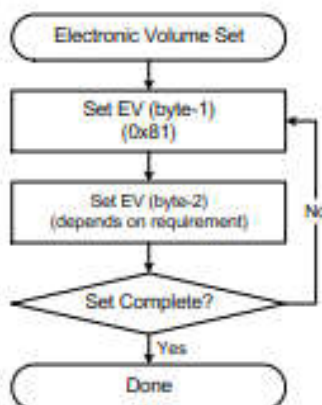 Electronic Volume Set
Set EV (byte-1)
(0x81)
Set EV (byte-2)
(depends on requirement)
No
Set Complete?
Yes
Done